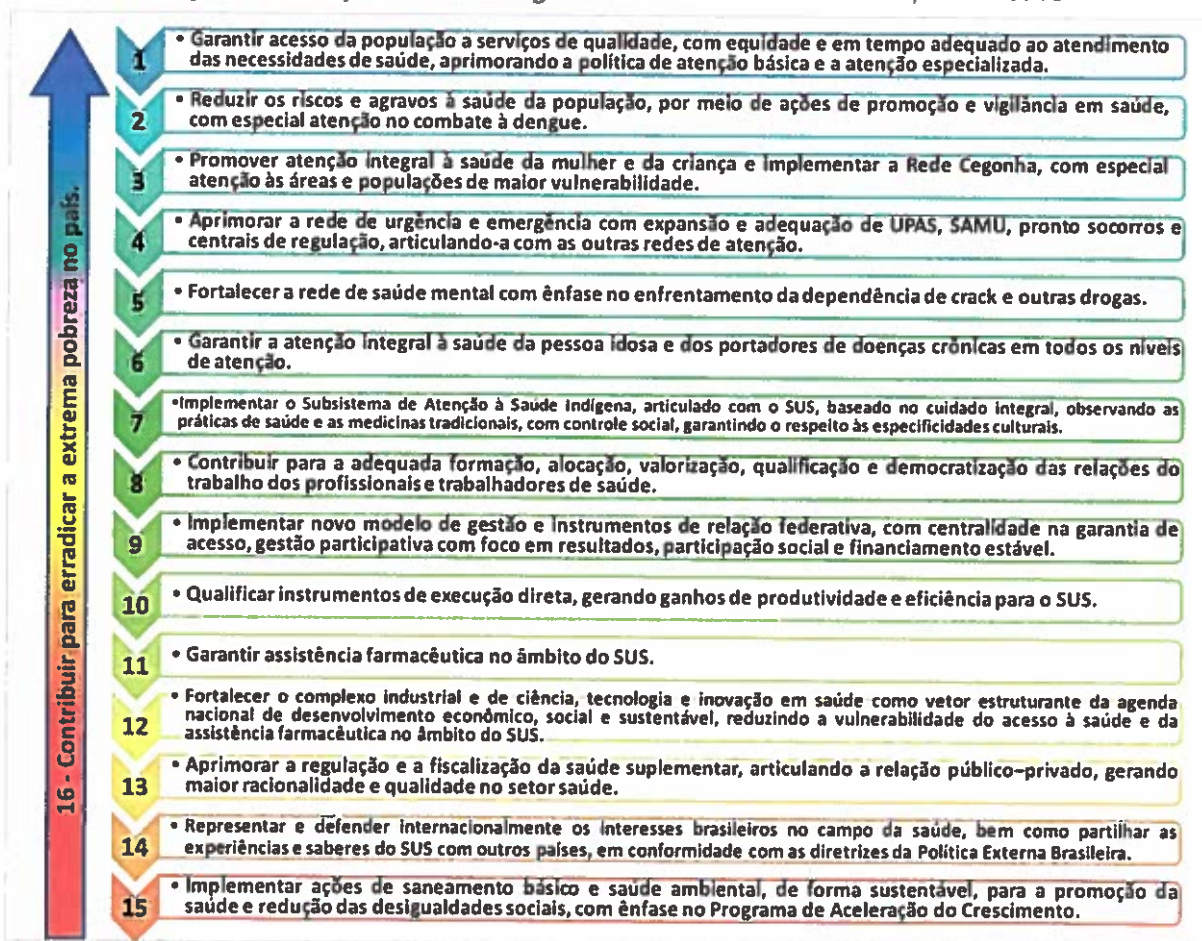 16 - Contribuir para erradicar a extrema pobreza no país.
1
• Garantir acesso da população a serviços de qualidade, com equidade e em tempo adequado ao atendimento
das necessidades de saúde, aprimorando a política de atenção básica e a atenção especializada.
2
• Reduzir os riscos e agravos à saúde da população, por meio de ações de promoção e vigilância em saúde,
com especial atenção no combate à dengue.
3
• Promover atenção integral à saúde da mulher e da criança e implementar a Rede Cegonha, com especial
atenção às áreas e populações de maior vulnerabilidade.
4
• Aprimorar a rede de urgência e emergência com expansão e adequação de UPAS, SAMU, pronto socorros e
centrais de regulação, articulando-a com as outras redes de atenção.
5
• Fortalecer a rede de saúde mental com ênfase no enfrentamento da dependência de crack e outras drogas.
6
• Garantir a atenção integral à saúde da pessoa idosa e dos portadores de doenças crônicas em todos os níveis
de atenção.
7
•Implementar o Subsistema de Atenção à Saúde Indígena, articulado com o SUS, baseado no cuidado integral, observando as
práticas de saúde e as medicinas tradicionais, com controle social, garantindo o respeito às especificidades culturais.
8
• Contribuir para a adequada formação, alocação, valorização, qualificação e democratização das relações do
trabalho dos profissionais e trabalhadores de saúde.
9
• Implementar novo modelo de gestão e instrumentos de relação federativa, com centralidade na garantia de
acesso, gestão participativa com foco em resultados, participação social e financiamento estável.
10
• Qualificar instrumentos de execução direta, gerando ganhos de produtividade e eficiência para o SUS.
11
• Garantir assistência farmacêutica no âmbito do SUS.
12
• Fortalecer o complexo industrial e de ciência, tecnologia e inovação em saúde como vetor estruturante da agenda
nacional de desenvolvimento econômico, social e sustentável, reduzindo a vulnerabilidade do acesso à saúde e da
assistência farmacêutica no âmbito do SUS.
13
• Aprimorar a regulação e a fiscalização da saúde suplementar, articulando a relação público–privado, gerando
maior racionalidade e qualidade no setor saúde.
14
• Representar e defender internacionalmente os interesses brasileiros no campo da saúde, bem como partilhar as
experiências e saberes do SUS com outros países, em conformidade com as diretrizes da Política Externa Brasileira.
15
• Implementar ações de saneamento básico e saúde ambiental, de forma sustentável, para a promoção da
saúde e redução das desigualdades sociais, com ênfase no Programa de Aceleração do Crescimento.